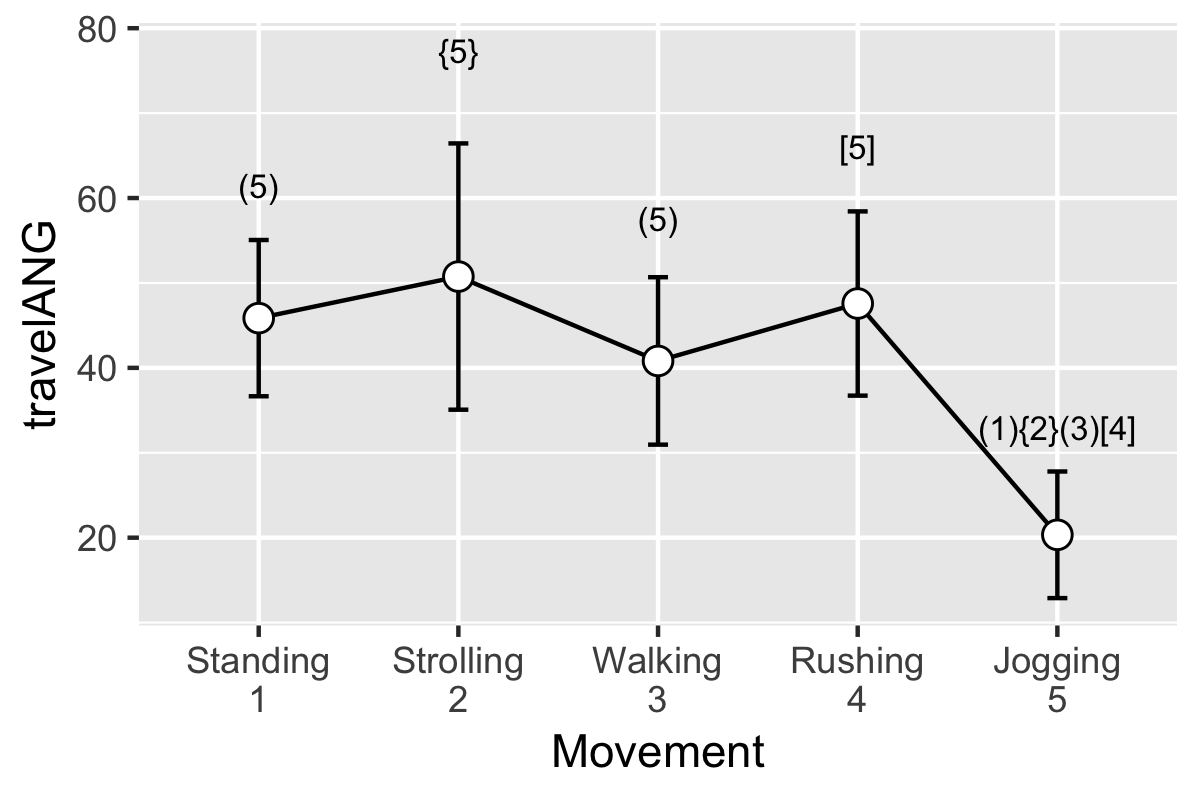 80
60
40
20
travelANG
(5)
{5}
(5)
[5]
(1){2}(3)[4]
Standing Strolling Walking Rushing Jogging
1 2 3 4 5
Movement